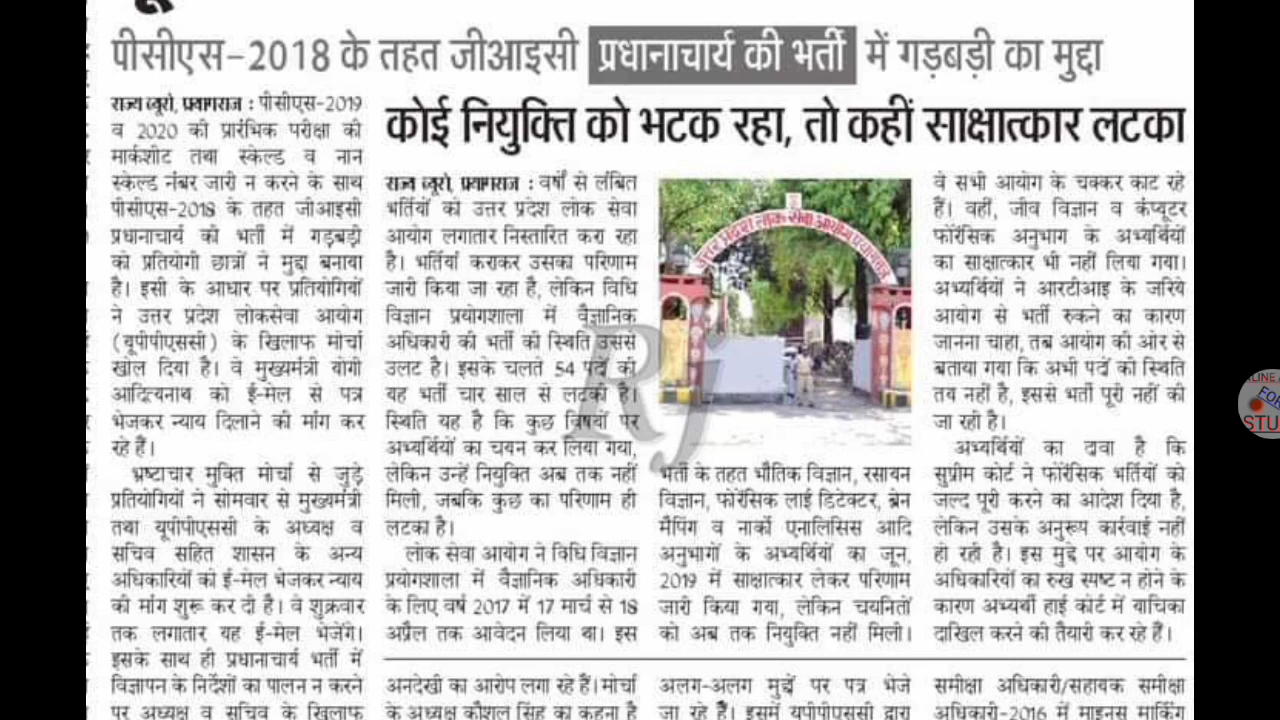 पीसीएस-2018 के तहत जीआइसी प्रधानाचार्य की भर्ती में गड़बड़ी का मुद्दा
राज्य ब्यूरो, प्रयागराज : पीसीएस-2019
व 2020 की प्रारंभिक परीक्षा की
मार्कशीट तथा स्केल्ड व नान
स्केल्ड नंबर जारी न करने के साथ
पीसीएस-2018 के तहत जीआइसी
प्रधानाचार्य की भर्ती में गड़बड़ी
को प्रतियोगी छात्रों ने मुद्दा बनाया
है। इसी के आधार पर प्रतियोगियों
ने उत्तर प्रदेश लोकसेवा आयोग
(यूपीपीएससी) के खिलाफ मोर्चा
खोल दिया है। वे मुख्यमंत्री योगी
आदित्यनाथ को ई-मेल से पत्र
भेजकर न्याय दिलाने की मांग कर
रहे हैं।
भ्रष्टाचार मुक्ति मोर्चा से जुड़े
प्रतियोगियों ने सोमवार से मुख्यमंत्री
तथा यूपीपीएससी के अध्यक्ष व
सचिव सहित शासन के अन्य
अधिकारियों को ई-मेल भेजकर न्याय
की मांग शुरू कर दी है। वे शुक्रवार
तक लगातार यह ई-मेल भेजेंगे।
इसके साथ ही प्रधानाचार्य भर्ती में
विज्ञापन के निर्देशों का पालन न करने
पर अध्यक्ष व सचिव के खिलाफ
कोई नियुक्ति को भटक रहा, तो कहीं साक्षात्कार लटका
राज्य ब्यूरो, प्रयागराज : वर्षों से लंबित
भर्तियों को उत्तर प्रदेश लोक सेवा
आयोग लगातार निस्तारित करा रहा
है। भर्तियां कराकर उसका परिणाम
जारी किया जा रहा है, लेकिन विधि
विज्ञान प्रयोगशाला में वैज्ञानिक
अधिकारी की भर्ती की स्थिति उससे
उलट है। इसके चलते 54 पदों की
यह भर्ती चार साल से लटकी है।
स्थिति यह है कि कुछ विषयों पर
अभ्यर्थियों का चयन कर लिया गया,
लेकिन उन्हें नियुक्ति अब तक नहीं
मिली, जबकि कुछ का परिणाम ही
लटका है।
लोक सेवा आयोग ने विधि विज्ञान
प्रयोगशाला में वैज्ञानिक अधिकारी
के लिए वर्ष 2017 में 17 मार्च से 18
अप्रैल तक आवेदन लिया था। इस
उत्तर प्रदेश लोक सेवा आयोग प्रयागराज
भर्ती के तहत भौतिक विज्ञान, रसायन
विज्ञान, फोरेंसिक लाई डिटेक्टर, ब्रेन
मैपिंग व नार्को एनालिसिस आदि
अनुभागों के अभ्यर्थियों का जून,
2019 में साक्षात्कार लेकर परिणाम
जारी किया गया, लेकिन चयनितों
को अब तक नियुक्ति नहीं मिली।
वे सभी आयोग के चक्कर काट रहे
हैं। वहीं, जीव विज्ञान व कंप्यूटर
फोरेंसिक अनुभाग के अभ्यर्थियों
का साक्षात्कार भी नहीं लिया गया।
अभ्यर्थियों ने आरटीआइ के जरिये
आयोग से भर्ती रुकने का कारण
जानना चाहा, तब आयोग की ओर से
बताया गया कि अभी पदों की स्थिति
तय नहीं है, इससे भर्ती पूरी नहीं की
जा रही है।
अभ्यर्थियों का दावा है कि
सुप्रीम कोर्ट ने फोरेंसिक भर्तियों को
जल्द पूरी करने का आदेश दिया है,
लेकिन उसके अनुरूप कार्रवाई नहीं
हो रही है। इस मुद्दे पर आयोग के
अधिकारियों का रुख स्पष्ट न होने के
कारण अभ्यर्थी हाई कोर्ट में याचिका
दाखिल करने की तैयारी कर रहे हैं।
अनदेखी का आरोप लगा रहे हैं। मोर्चा
के अध्यक्ष कौशल सिंह का कहना है
अलग-अलग मुद्दों पर पत्र भेजे
जा रहे हैं। इसमें यूपीपीएससी द्वारा
समीक्षा अधिकारी/सहायक समीक्षा
अधिकारी-2016 में माइनस मार्किंग
Rj
FOR
STU